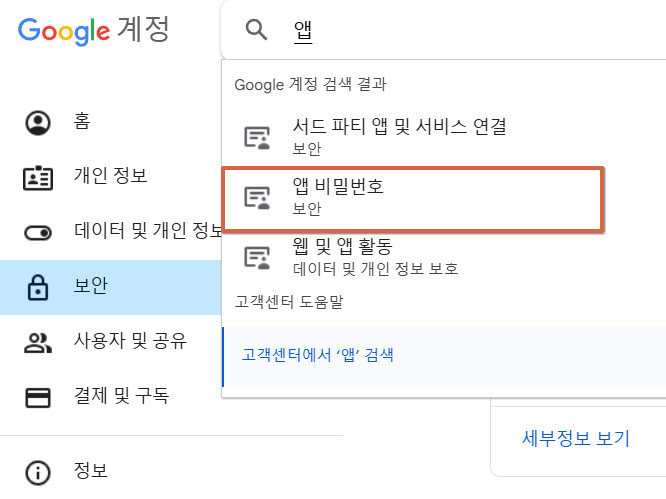 Google 계정
앱
Google 계정 검색 결과
서드 파티 앱 및 서비스 연결
보안
앱 비밀번호
보안
웹 및 앱 활동
데이터 및 개인 정보 보호
고객센터 도움말
고객센터에서 ‘앱’ 검색
홈
개인 정보
데이터 및 개인 정보
보안
사용자 및 공유
결제 및 구독
정보
세부정보 보기